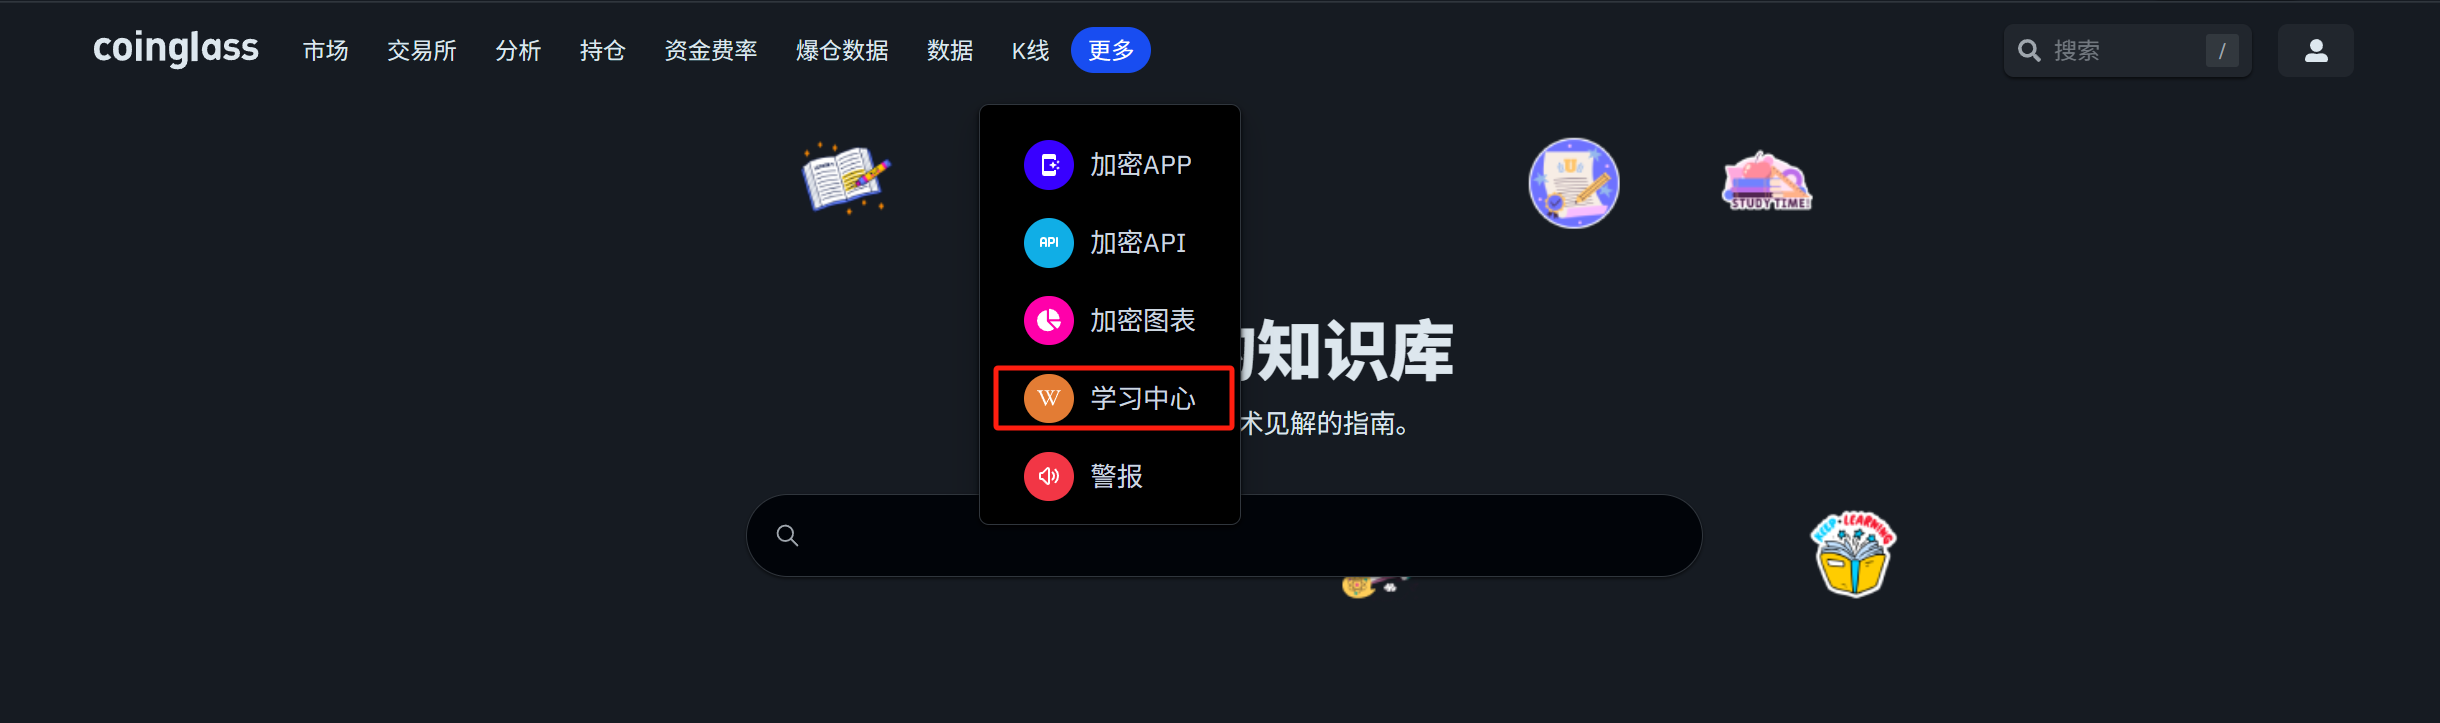 coinglass 市场 交易所 分析 持仓 资金费率 爆仓数据 数据 K线 更多 搜索 /
加密APP
STUDY TIME!
API 加密API
加密图表
知识库
W 学习中心
术见解的指南。
警报
KEEP LEARNING